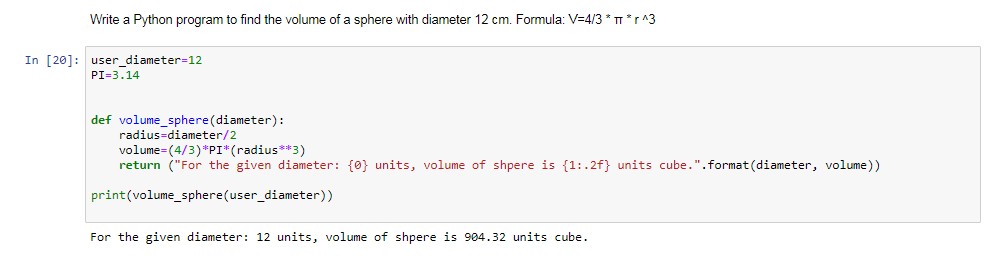 Write a Python program to find the volume of a sphere with diameter 12 cm. Formula: V=4/3 * π * r ^3
In [20]: user_diameter=12
PI=3.14
def volume_sphere(diameter):
    radius=diameter/2
    volume=(4/3)*PI*(radius**3)
    return ("For the given diameter: {0} units, volume of shpere is {1:.2f} units cube.".format(diameter, volume))
print(volume_sphere(user_diameter))
For the given diameter: 12 units, volume of shpere is 904.32 units cube.